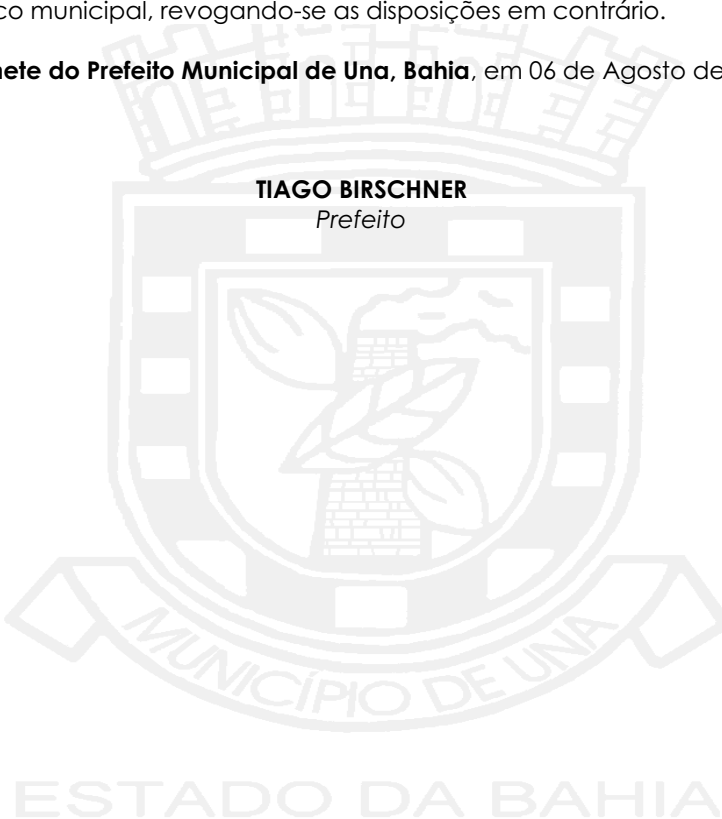 co municipal, revogando-se as disposições em contrário.
nete do Prefeito Municipal de Una, Bahia, em 06 de Agosto de
TIAGO BIRSCHNER
Prefeito
MUNICÍPIO DE UNA
ESTADO DA BAHIA